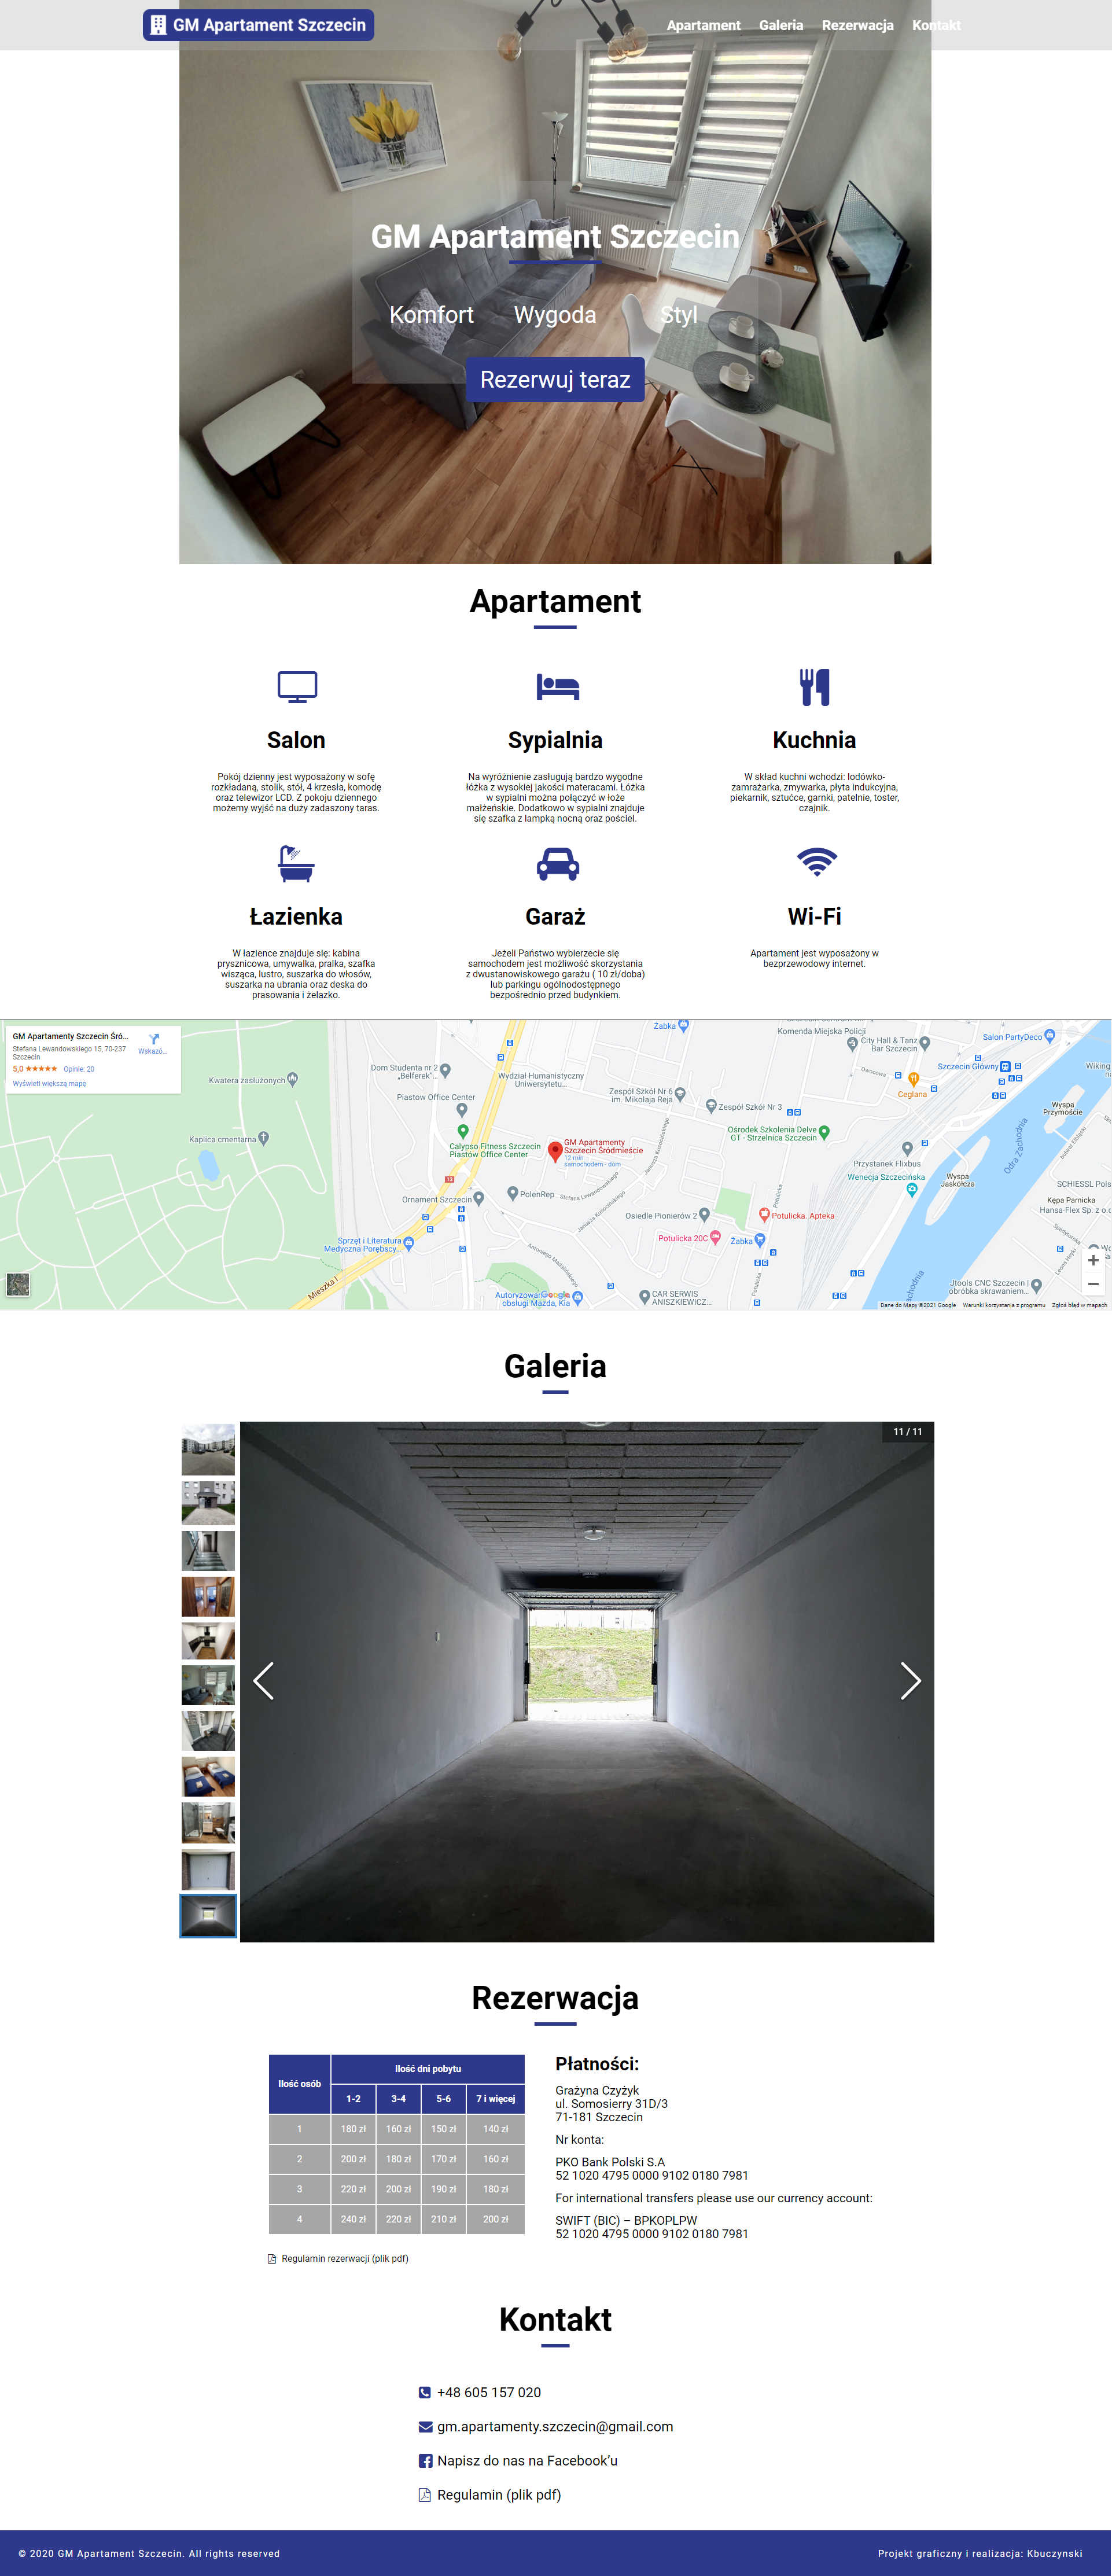 GM Apartament Szczecin
Apartament Galeria Rezerwacja Kontakt
GM Apartament Szczecin
Komfort Wygoda Styl
Rezerwuj teraz
Apartament
Salon
Pokój dzienny jest wyposażony w sofę
rozkładaną, stolik, stół, 4 krzesła, komodę
oraz telewizor LCD. Z pokoju dziennego
możemy wyjść na duży zadaszony taras.
Sypialnia
Na wyróżnienie zasługują bardzo wygodne
łóżka z wysokiej jakości materacami. Łóżka
w sypialni można połączyć w łoże
małżeńskie. Dodatkowo w sypialni znajduje
się szafka z lampką nocną oraz pościel.
Kuchnia
W skład kuchni wchodzi: lodówko-
zamrażarka, zmywarka, płyta indukcyjna,
piekarnik, sztućce, garnki, patelnie, toster,
czajnik.
Łazienka
W łazience znajduje się: kabina
prysznicowa, umywalka, pralka, szafka
wisząca, lustro, suszarka do włosów,
suszarka na ubrania oraz deska do
prasowania i żelazko.
Garaż
Jeżeli Państwo wybierzecie się
samochodem jest możliwość skorzystania
z dwustanowiskowego garażu ( 10 zł/doba)
lub parkingu ogólnodostępnego
bezpośrednio przed budynkiem.
Wi-Fi
Apartament jest wyposażony w
bezprzewodowy internet.
GM Apartamenty Szczecin Śró...
Stefana Lewandowskiego 15, 70-237
Szczecin
Wskazó...
5,0 ★★★★★ Opinie: 20
Wyświetl większą mapę
Kwatera zasłużonych
Kaplica cmentarna
Dom Studenta nr 2
„Belferek”...
Piastow Office Center
Wydział Humanistyczny
Uniwersytetu...
Calypso Fitness Szczecin
Piastów Office Center
Żabka
Zespół Szkół Nr 6
im. Mikołaja Reja
Zespół Szkół Nr 3
GM Apartamenty
Szczecin Śródmieście
12 min
samochodem - dom
Ośrodek Szkolenia Delve
GT - Strzelnica Szczecin
Komenda Miejska Policji
City Hall & Tanz
Bar Szczecin
Salon PartyDeco
Szczecin Główny
Owocowa
Ceglana
Wiking
Wyspa
Przymoście
Odra Zachodnia
Przystanek Flixbus
Wenecja Szczecińska
Wyspa
Jaskółcza
SCHIESSL Pols
Kępa Parnicka
Hansa-Flex Sp. z o.o
13
Ornament Szczecin
PolenRep
Stefana Lewandowskiego
Janusza Kusocińskiego
Janusza Kusocińskiego
Osiedle Pionierów 2
Potulicka
Potulicka. Apteka
Potulicka 20C
Żabka
Sprzęt i Literatura
Medyczna Porębscy
Mieszka I
Autoryzowan
Google
obsługi Mazda, Kia
CAR SERWIS
ANISZKIEWICZ...
Potulicka
Jtools CNC Szczecin |
obróbka skrawaniem...
Dane do Mapy ©2021 Google Warunki korzystania z programu Zgłoś błąd w mapach
Galeria
11 / 11
Rezerwacja
Ilość osób Ilość dni pobytu
1-2 3-4 5-6 7 i więcej
1 180 zł 160 zł 150 zł 140 zł
2 200 zł 180 zł 170 zł 160 zł
3 220 zł 200 zł 190 zł 180 zł
4 240 zł 220 zł 210 zł 200 zł
Regulamin rezerwacji (plik pdf)
Płatności:
Grażyna Czyżyk
ul. Somosierry 31D/3
71-181 Szczecin
Nr konta:
PKO Bank Polski S.A
52 1020 4795 0000 9102 0180 7981
For international transfers please use our currency account:
SWIFT (BIC) – BPKOPLPW
52 1020 4795 0000 9102 0180 7981
Kontakt
+48 605 157 020
gm.apartamenty.szczecin@gmail.com
Napisz do nas na Facebook’u
Regulamin (plik pdf)
© 2020 GM Apartament Szczecin. All rights reserved
Projekt graficzny i realizacja: Kbuczynski